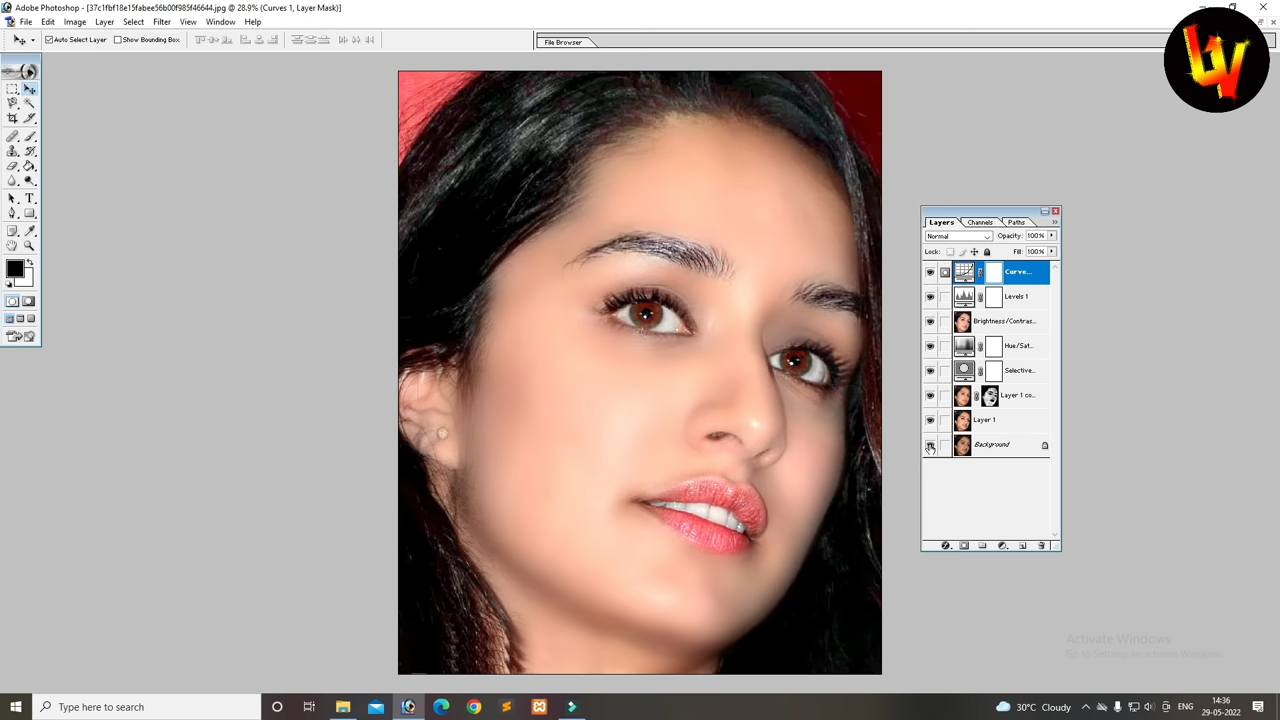 Adobe Photoshop - [37c1fbf18e15fabee56b00f985f46644.jpg @ 28.9% (Curves 1, Layer Mask)]
File Edit Image Layer Select Filter View Window Help
Auto Select Layer Show Bounding Box
File Browser
by
Layers Channels Paths
Normal Opacity: 100%
Lock: Fill: 100%
Curve...
Levels 1
Brightness/Contras...
Hue/Sat...
Selective...
Layer 1 co...
Layer 1
Background
T
Activate Windows
Go to Settings to activate Windows.
Type here to search
30°C Cloudy
ENG
14:36
29-05-2022